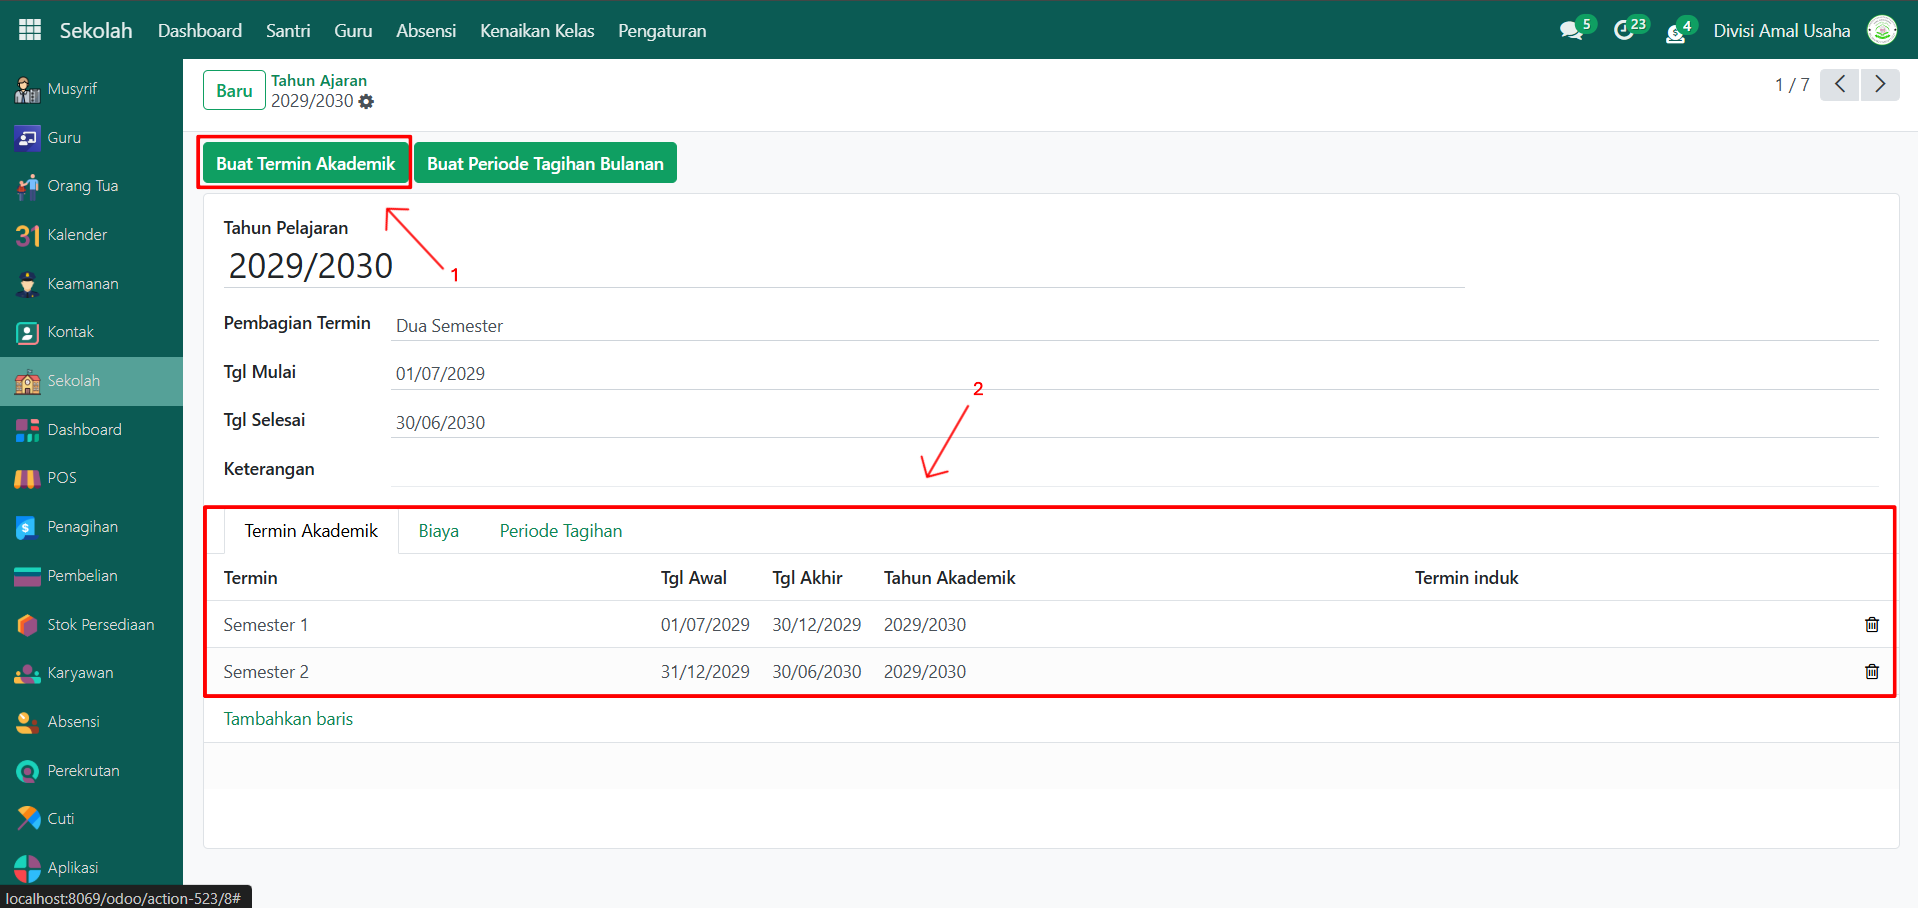 Sekolah Dashboard Santri Guru Absensi Kenaikan Kelas Pengaturan 5 23 4 Divisi Amal Usaha
Musyrif
Guru
Orang Tua
31 Kalender
Keamanan
Kontak
Sekolah
Dashboard
POS
Penagihan
Pembelian
Stok Persediaan
Karyawan
Absensi
Perekrutan
Cuti
Aplikasi
localhost:8069/odoo/action-523/8#
Baru
Tahun Ajaran
2029/2030
1 / 7
Buat Termin Akademik Buat Periode Tagihan Bulanan
1
Tahun Pelajaran
2029/2030
Pembagian Termin Dua Semester
Tgl Mulai 01/07/2029
2
Tgl Selesai 30/06/2030
Keterangan
Termin Akademik Biaya Periode Tagihan
Termin Tgl Awal Tgl Akhir Tahun Akademik Termin induk
Semester 1 01/07/2029 30/12/2029 2029/2030
Semester 2 31/12/2029 30/06/2030 2029/2030
Tambahkan baris